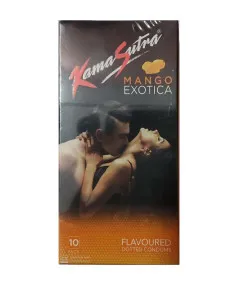 KamaSutra®
MANGO
EXOTICA
10
FLAVOURED
DOTTED CONDOMS